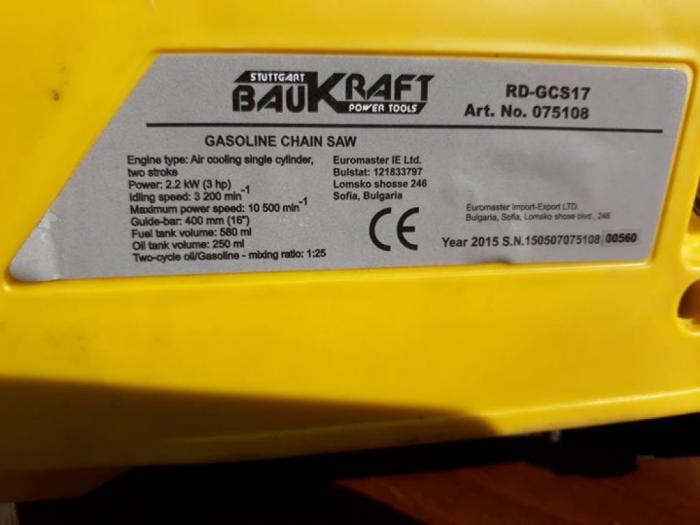 STUTTGART
BAUKRAFT
POWER TOOLS
RD-GCS17
Art. No. 075108
GASOLINE CHAIN SAW
Engine type: Air cooling single cylinder,
two stroke
Power: 2.2 kW (3 hp)
Idling speed: 3 200 min-1
Maximum power speed: 10 500 min-1
Guide-bar: 400 mm (16")
Fuel tank volume: 580 ml
Oil tank volume: 250 ml
Two-cycle oil/Gasoline - mixing ratio: 1:25
Euromaster IE Ltd.
Bulstat: 121833797
Lomsko shosse 246
Sofia, Bulgaria
CE
Euromaster Import-Export LTD.
Bulgaria, Sofia, Lomsko shose blvd., 246
Year 2015 S.N.150507075108 00560